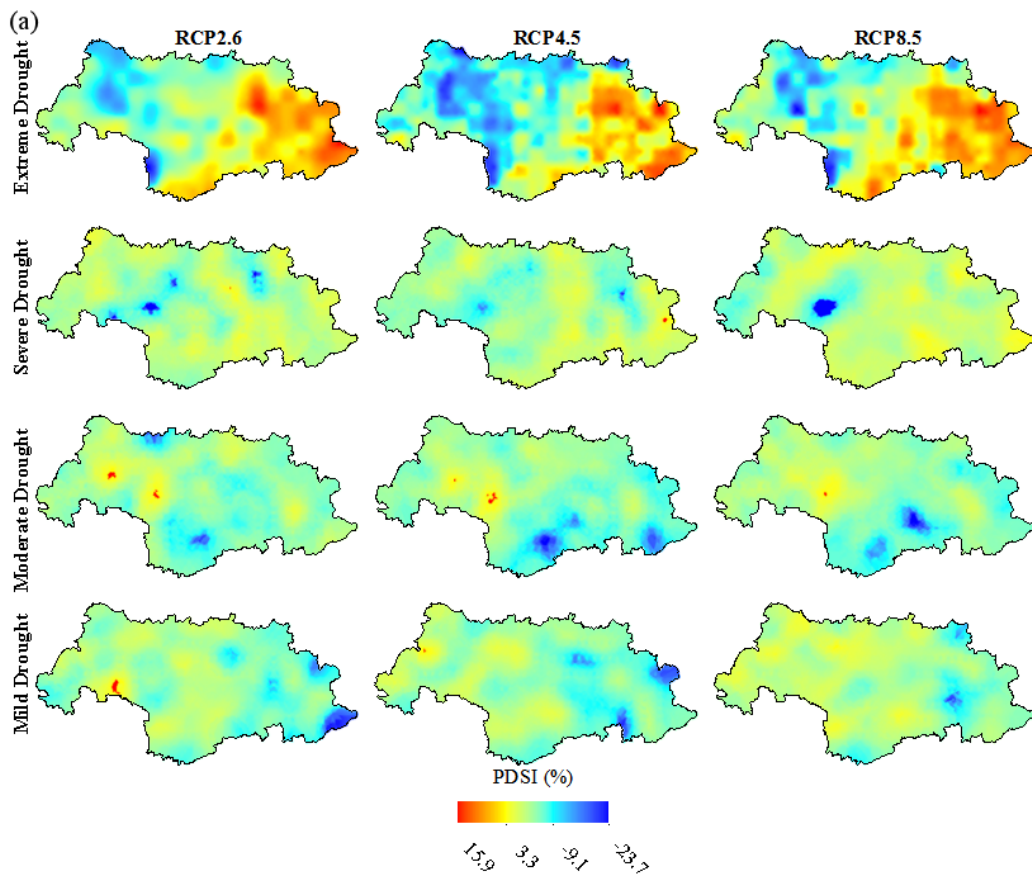 (a)
RCP2.6 RCP4.5 RCP8.5
Extreme Drought
Severe Drought
Moderate Drought
Mild Drought
PDSI (%)
15.9 3.3 -9.1 -23.7